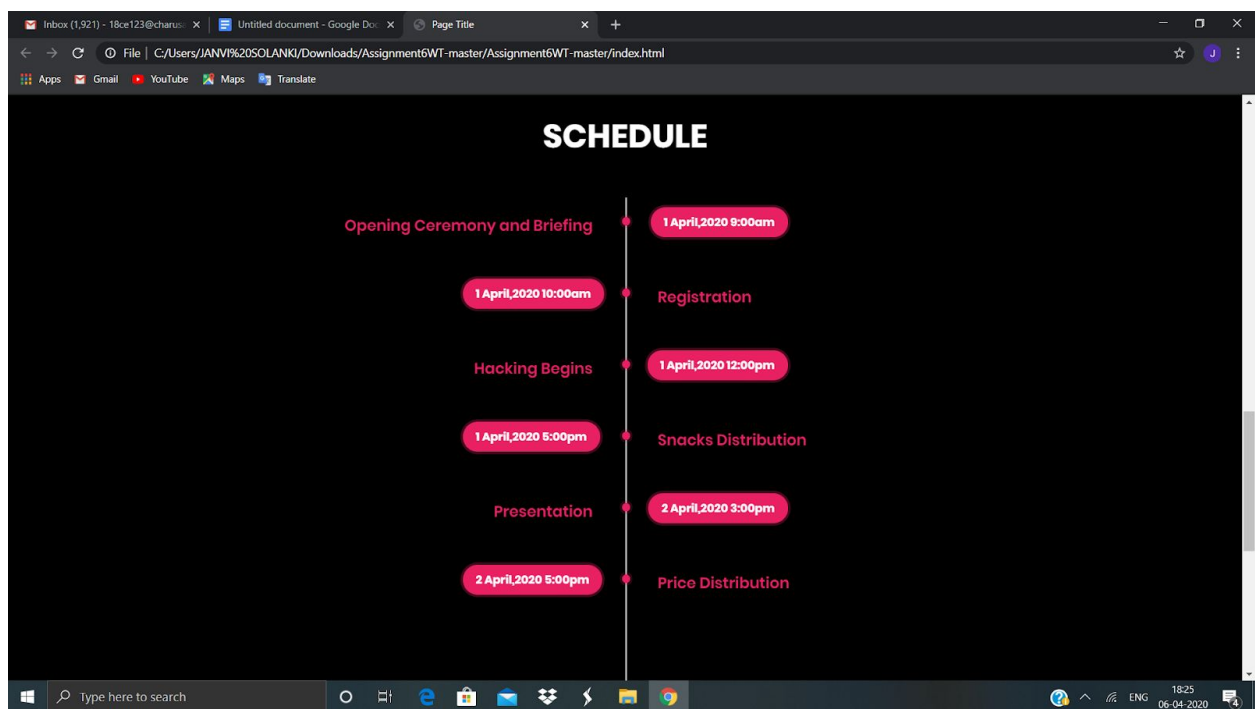 Inbox (1,921) - 18ce123@charusa
Untitled document - Google Doc
Page Title
File | C:/Users/JANVI%20SOLANKI/Downloads/Assignment6WT-master/Assignment6WT-master/index.html
J
Apps Gmail YouTube Maps Translate
SCHEDULE
Opening Ceremony and Briefing 1 April,2020 9:00am
1 April,2020 10:00am Registration
Hacking Begins 1 April,2020 12:00pm
1 April,2020 5:00pm Snacks Distribution
Presentation 2 April,2020 3:00pm
2 April,2020 5:00pm Price Distribution
Type here to search
ENG
18:25
06-04-2020
4